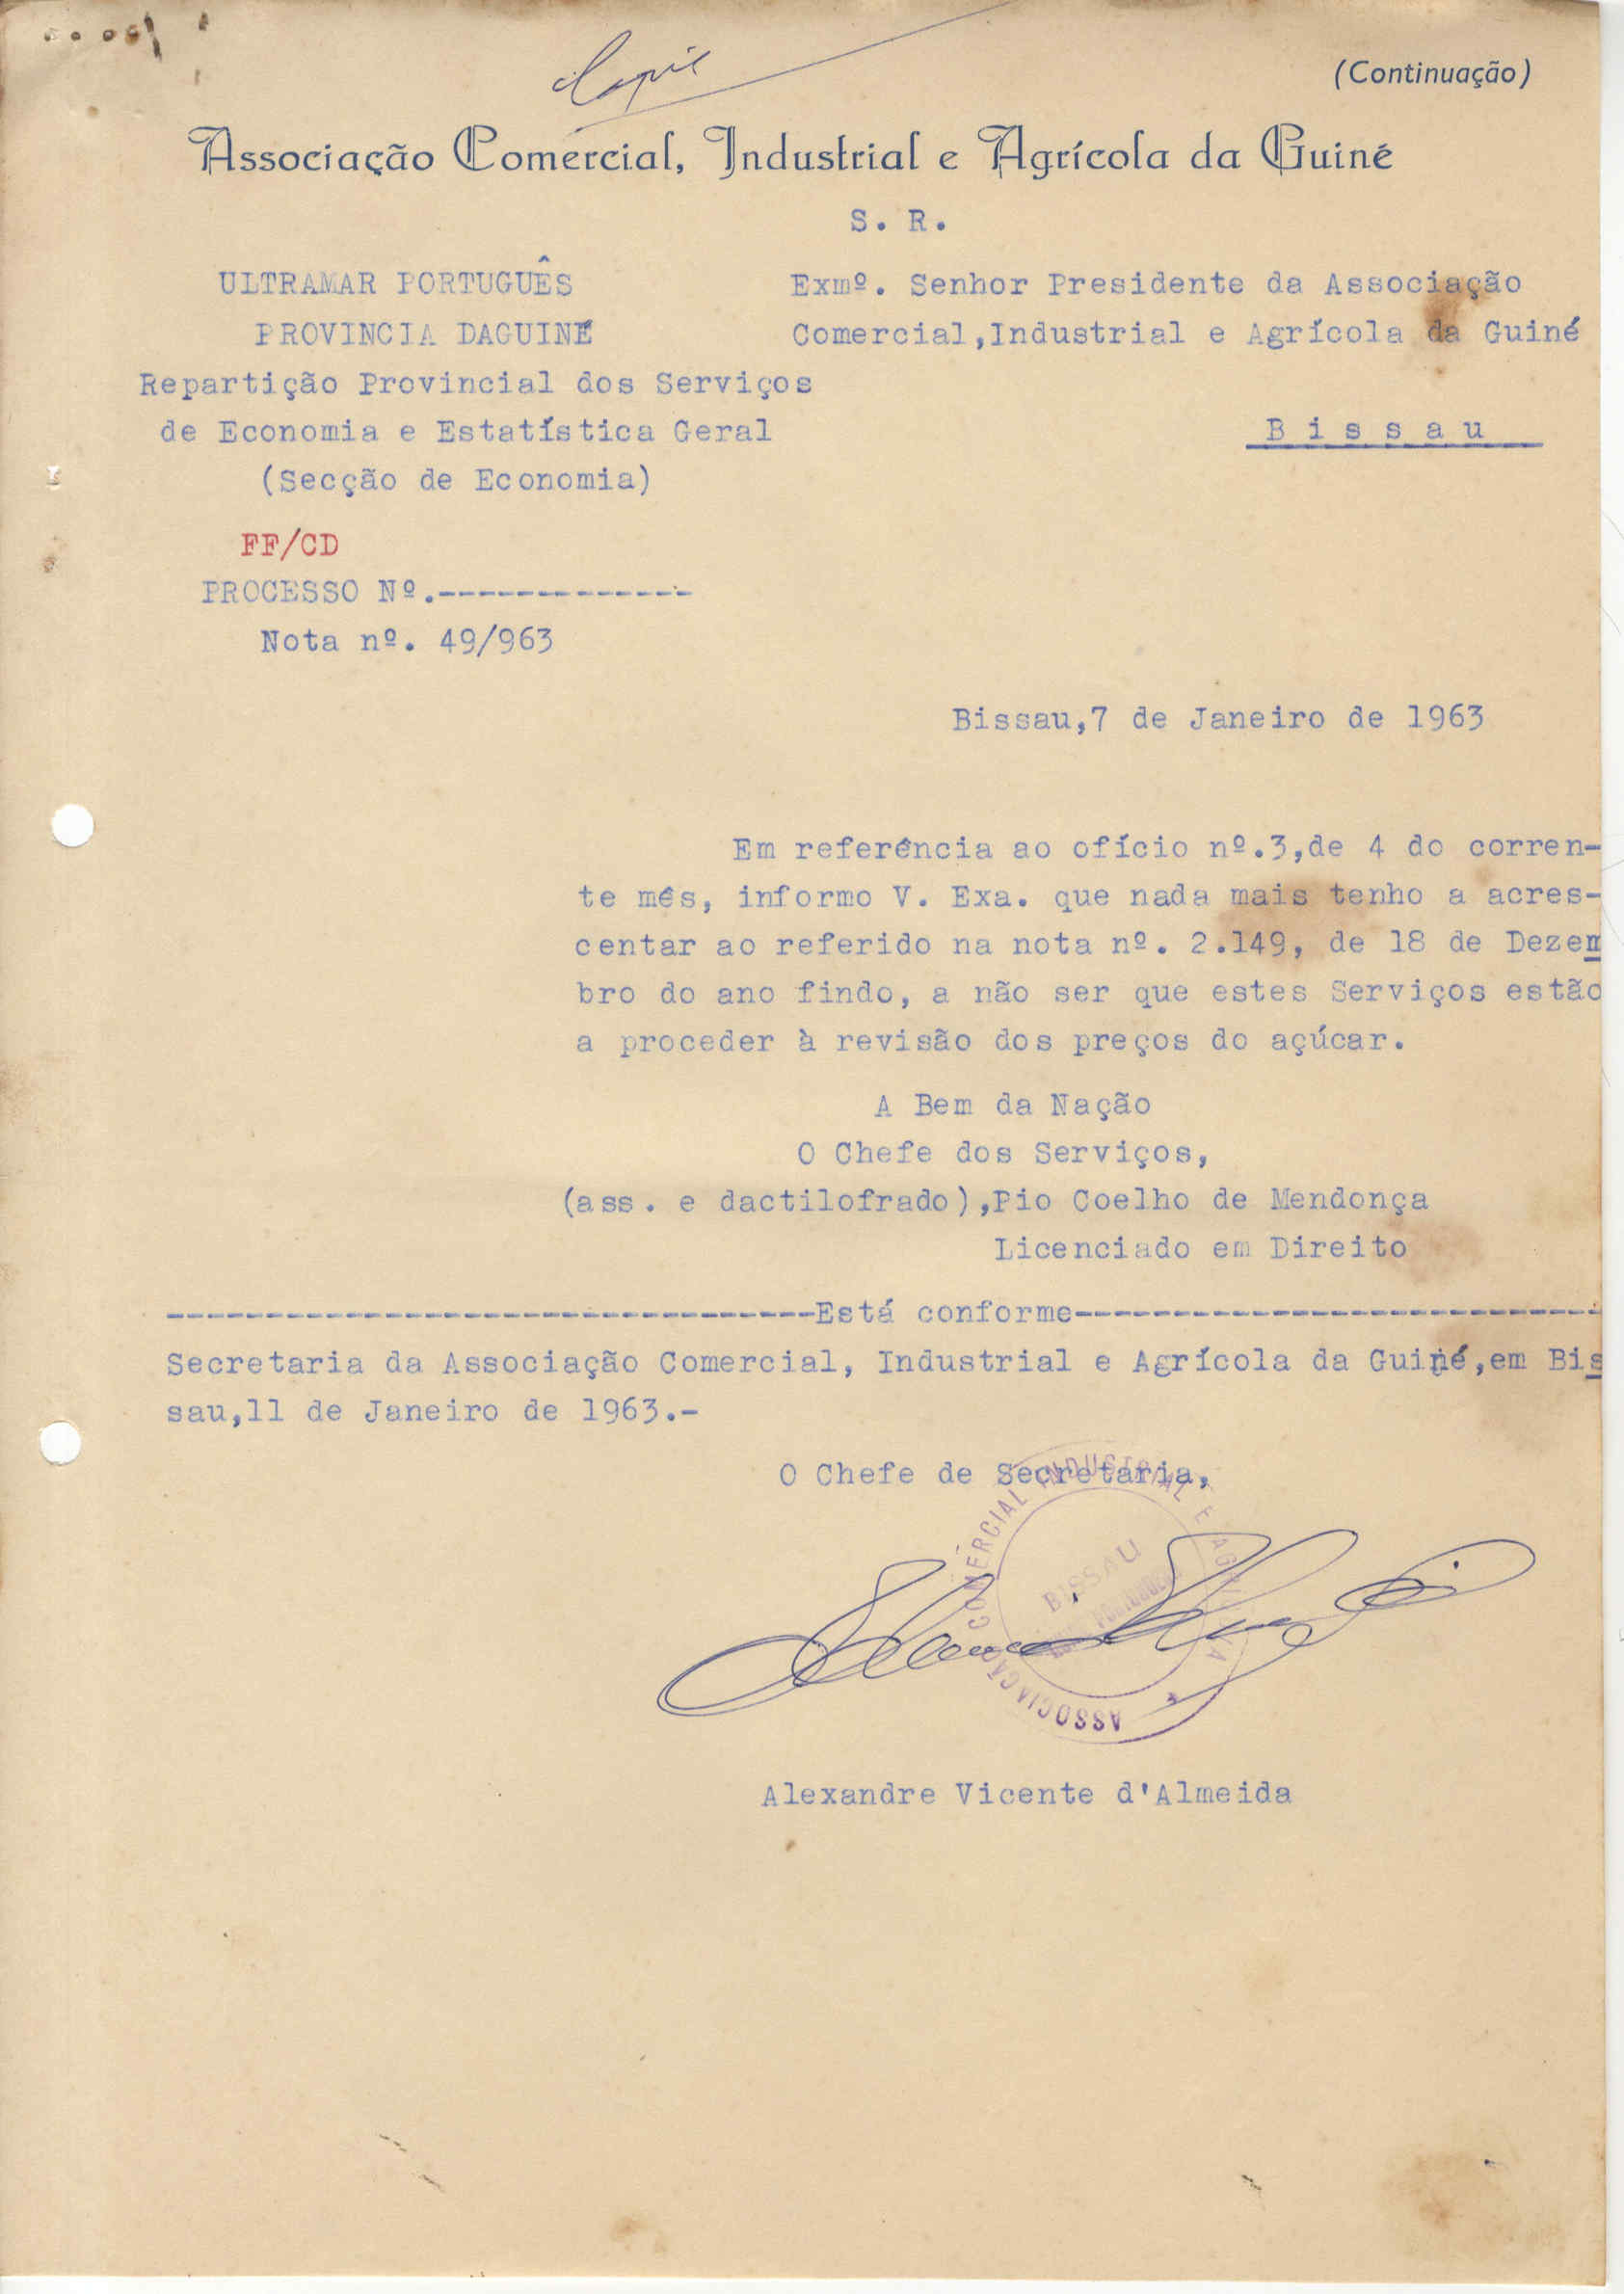 Copia
(Continuação)
Associação Comercial, Industrial e Agrícola da Guiné
S. R.
ULTRAMAR PORTUGUÊS
PROVINCIA DAGUINÉ
Repartição Provincial dos Serviços
de Economia e Estatística Geral
(Secção de Economia)
Exmº. Senhor Presidente da Associação
Comercial,Industrial e Agrícola da Guiné
B i s s a u
FF/CD
PROCESSO Nº.-------------
Nota nº. 49/963
Bissau,7 de Janeiro de 1963
Em referência ao ofício nº.3,de 4 do corren-
te mês, informo V. Exa. que nada mais tenho a acres-
centar ao referido na nota nº. 2.149, de 18 de Dezem
bro do ano findo, a não ser que estes Serviços estão
a proceder à revisão dos preços do açúcar.
A Bem da Nação
O Chefe dos Serviços,
(ass. e dactilofrado),Pio Coelho de Mendonça
Licenciado em Direito
---------------------------------Está conforme---------------------------
Secretaria da Associação Comercial, Industrial e Agrícola da Guiné,em Bis
sau,11 de Janeiro de 1963.-
O Chefe de Secretaria,
ASSOCIAÇÃO COMERCIAL INDUSTRIAL E AGRICOLA
BISSAU
Alexandre Vicente d'Almeida